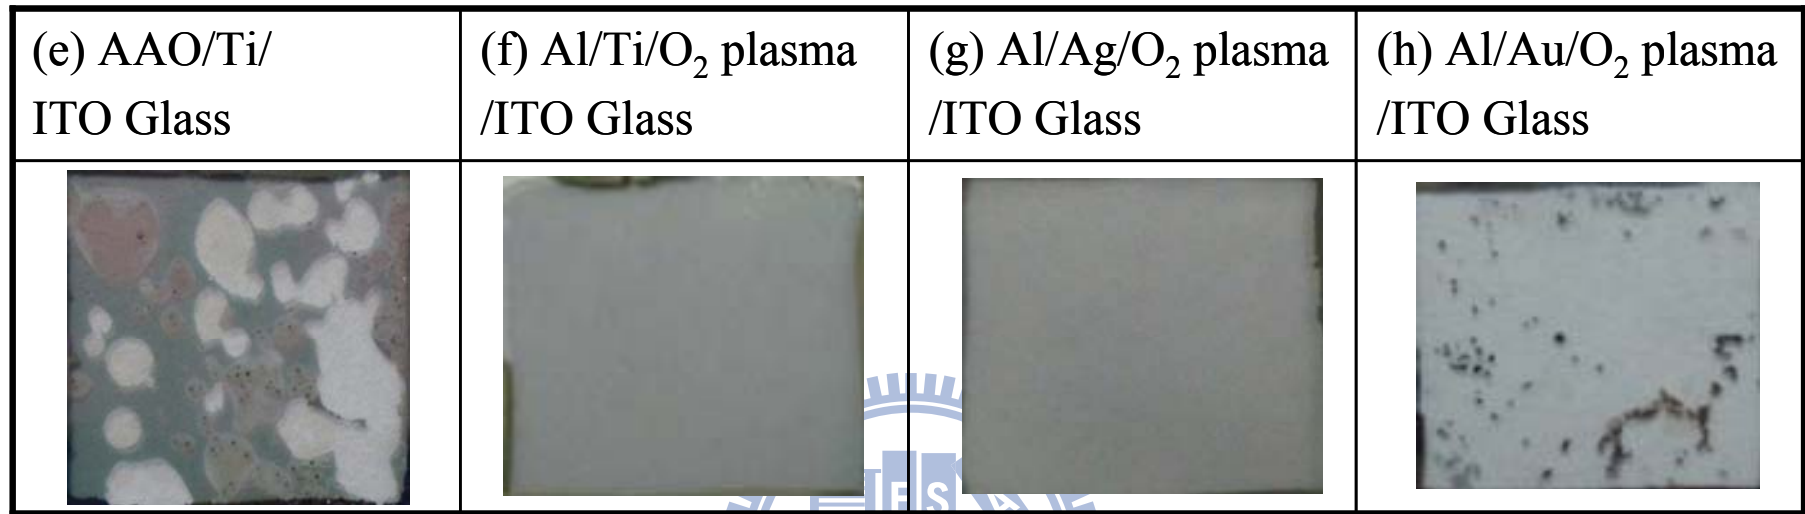 (e) AAO/Ti/
ITO Glass
(f) Al/Ti/O₂ plasma
/ITO Glass
(g) Al/Ag/O₂ plasma
/ITO Glass
(h) Al/Au/O₂ plasma
/ITO Glass
E S A